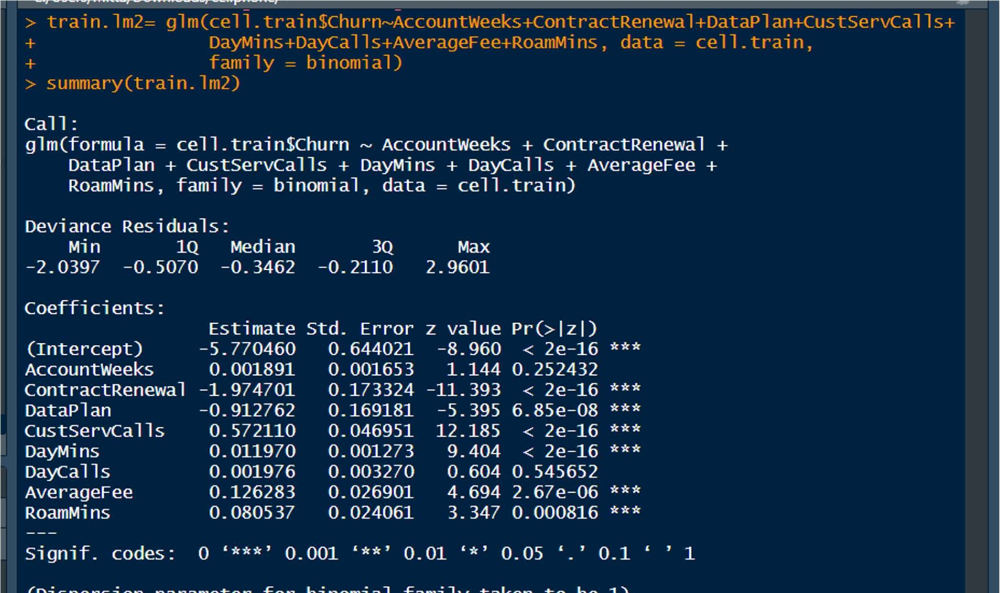 > train.lm2= glm(cell.train$Churn~AccountWeeks+ContractRenewal+DataPlan+CustServCalls+
+                DayMins+DayCalls+AverageFee+RoamMins, data = cell.train,
+                family = binomial)
> summary(train.lm2)
Call:
glm(formula = cell.train$Churn ~ AccountWeeks + ContractRenewal +
    DataPlan + CustServCalls + DayMins + DayCalls + AverageFee +
    RoamMins, family = binomial, data = cell.train)
Deviance Residuals:
    Min       1Q   Median       3Q      Max
-2.0397  -0.5070  -0.3462  -0.2110   2.9601
Coefficients:
                 Estimate Std. Error z value Pr(>|z|)
(Intercept)     -5.770460   0.644021  -8.960  < 2e-16 ***
AccountWeeks     0.001891   0.001653   1.144 0.252432
ContractRenewal -1.974701   0.173324 -11.393  < 2e-16 ***
DataPlan        -0.912762   0.169181  -5.395 6.85e-08 ***
CustServCalls    0.572110   0.046951  12.185  < 2e-16 ***
DayMins          0.011970   0.001273   9.404  < 2e-16 ***
DayCalls         0.001976   0.003270   0.604 0.545652
AverageFee       0.126283   0.026901   4.694 2.67e-06 ***
RoamMins         0.080537   0.024061   3.347 0.000816 ***
---
Signif. codes:  0 ‘***’ 0.001 ‘**’ 0.01 ‘*’ 0.05 ‘.’ 0.1 ‘ ’ 1
(Dispersion parameter for binomial family taken to be 1)